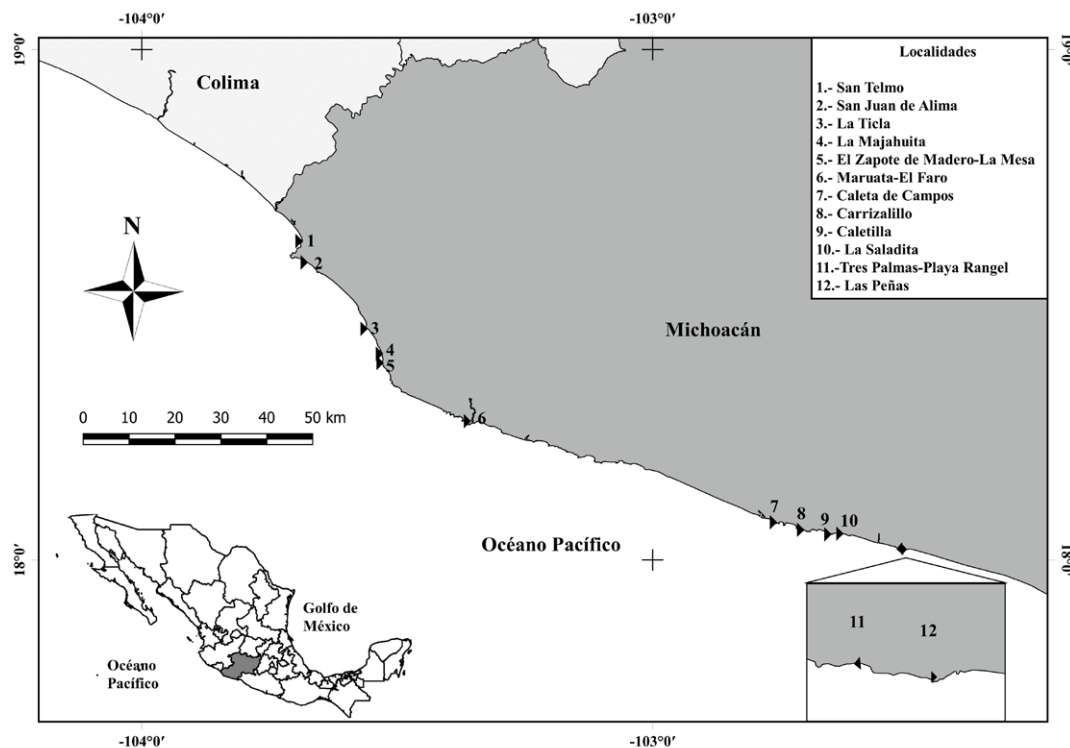 -104°0' -103°0'
19°0'
19°0'
Localidades
1.- San Telmo
2.- San Juan de Alima
3.- La Ticla
4.- La Majahuita
5.- El Zapote de Madero-La Mesa
6.- Maruata-El Faro
7.- Caleta de Campos
8.- Carrizalillo
9.- Caletilla
10.- La Saladita
11.-Tres Palmas-Playa Rangel
12.- Las Peñas
Colima
N
1
2
3
Michoacán
4
5
0 10 20 30 40 50 km
6
7 8 9 10
Océano Pacífico
18°0'
18°0'
Golfo de
México
11 12
Océano
Pacífico
-104°0' -103°0'